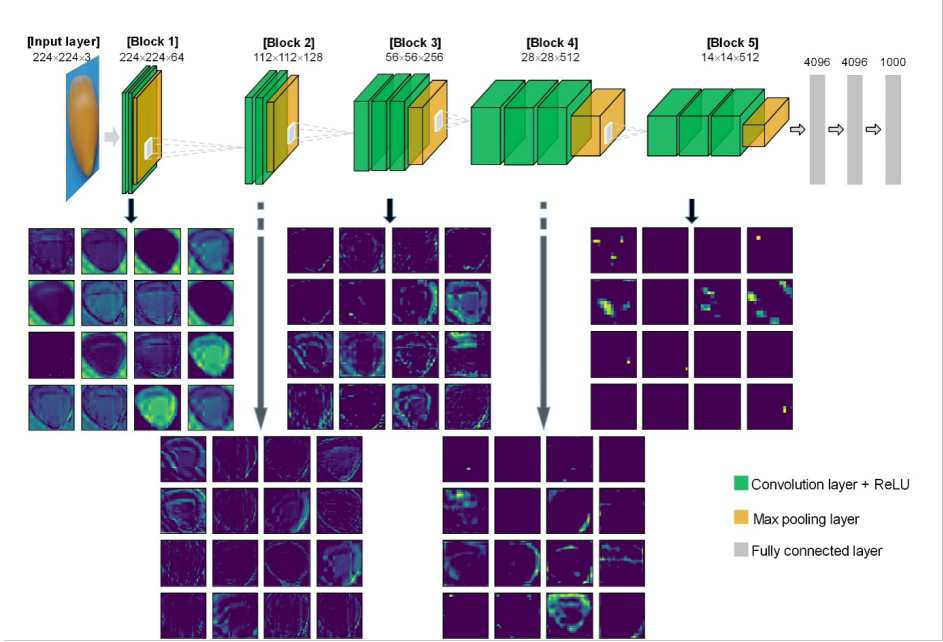 [Input layer]
224×224×3
[Block 1]
224×224×64
[Block 2]
112×112×128
[Block 3]
56×56×256
[Block 4]
28×28×512
[Block 5]
14×14×512
4096
4096
1000
Convolution layer + ReLU
Max pooling layer
Fully connected layer